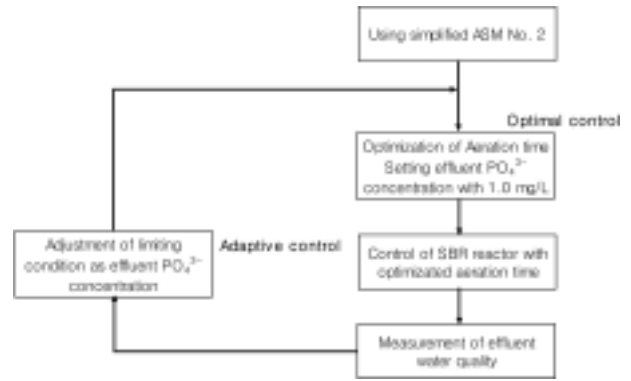 Using simplified ASM No. 2
Optimal control
Optimization of Aeration time
Setting effluent PO₄³⁻
concentration with 1.0 mg/L
Adjustment of limiting
condition as effluent PO₄³⁻
concentration
Adaptive control
Control of SBR reactor with
optimizated aeration time
Measurement of effluent
water quality